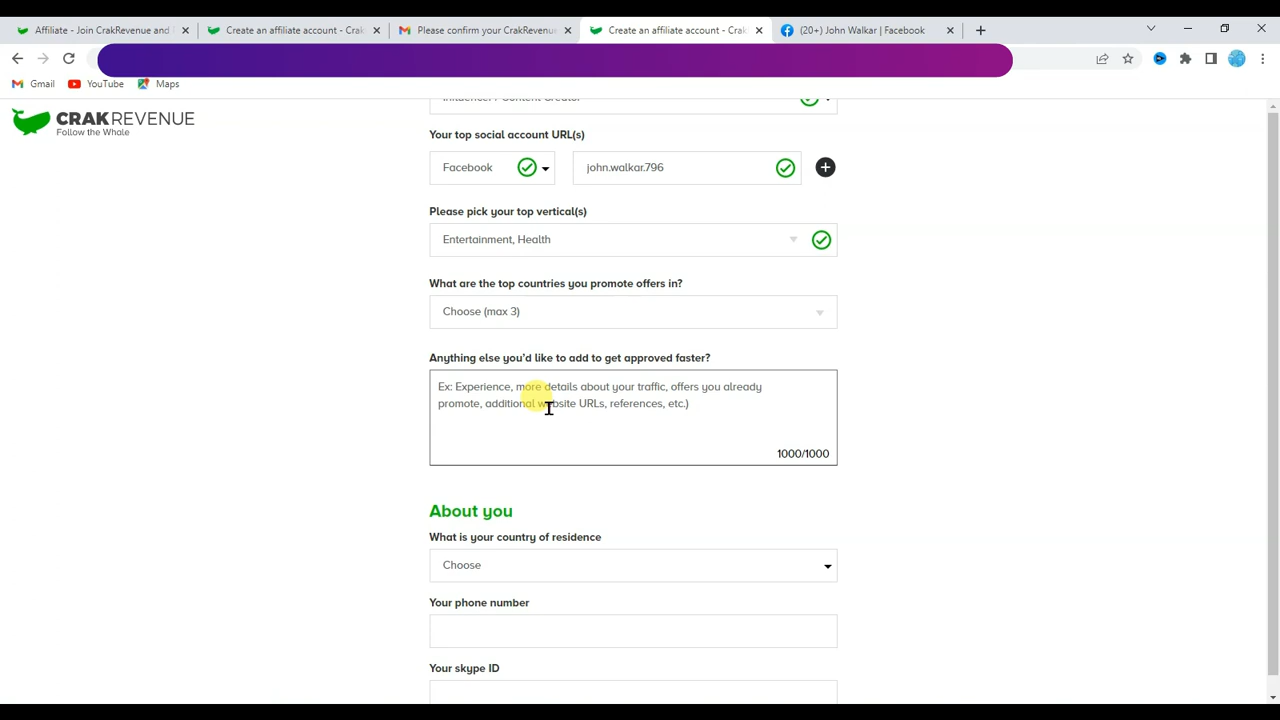 Affiliate - Join CrakRevenue and
Create an affiliate account - Crak
Please confirm your CrakRevenue
Create an affiliate account - Crak
(20+) John Walkar | Facebook
Gmail
YouTube
Maps
CRAKREVENUE
Follow the Whale
Influencer / Content Creator
Your top social account URL(s)
Facebook
john.walkar.796
Please pick your top vertical(s)
Entertainment, Health
What are the top countries you promote offers in?
Choose (max 3)
Anything else you'd like to add to get approved faster?
Ex: Experience, more details about your traffic, offers you already
promote, additional website URLs, references, etc.)
1000/1000
About you
What is your country of residence
Choose
Your phone number
Your skype ID